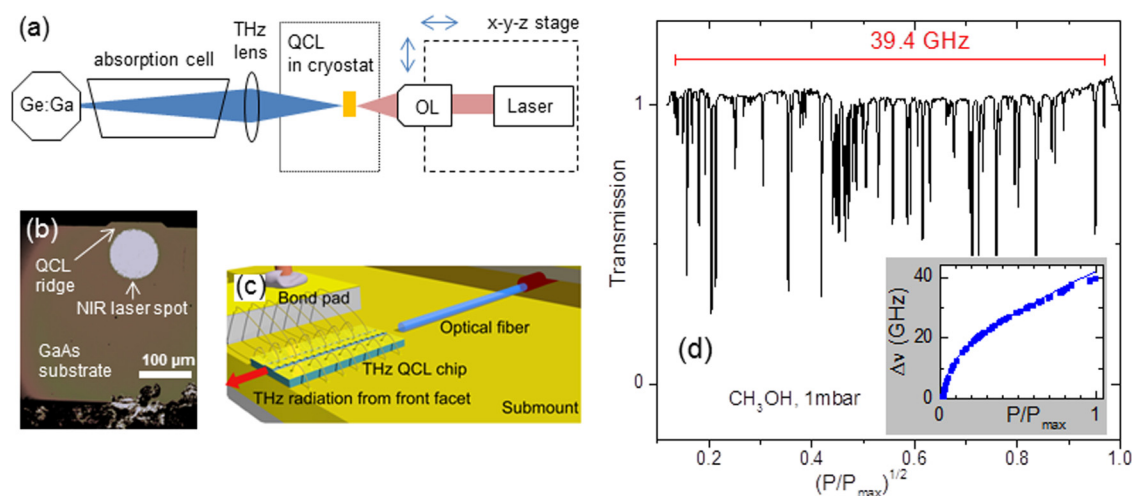 (a)
Ge:Ga
absorption cell
THz
lens
QCL
in cryostat
OL
x-y-z stage
Laser
(b)
QCL
ridge
NIR laser spot
GaAs
substrate
100 µm
(c)
Bond pad
Optical fiber
THz QCL chip
THz radiation from front facet
Submount
39.4 GHz
Transmission
1
0
0.2
0.4
0.6
0.8
1.0
(P/Pmax)1/2
(d)
CH3OH, 1mbar
Δν (GHz)
40
20
0
0
1
P/Pmax